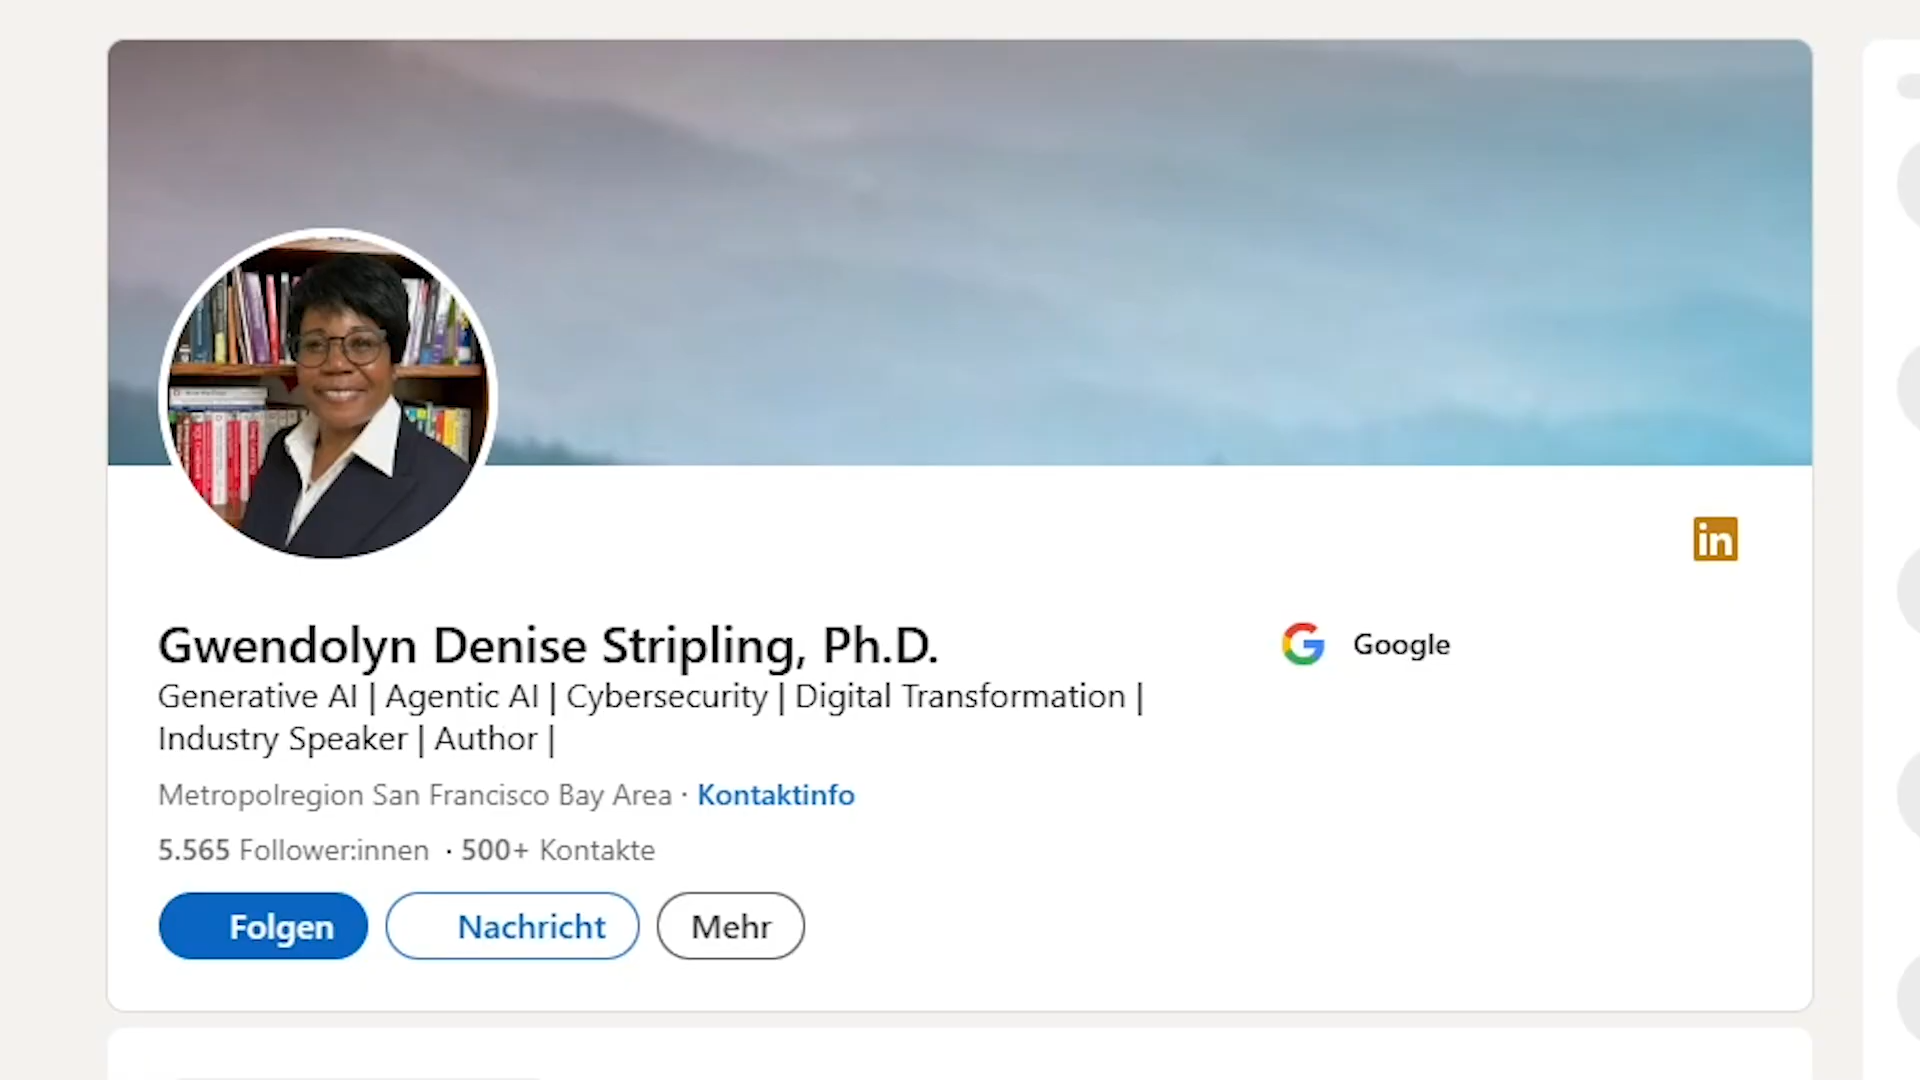 in
Gwendolyn Denise Stripling, Ph.D.
Google
Generative AI | Agentic AI | Cybersecurity | Digital Transformation |
Industry Speaker | Author |
Metropolregion San Francisco Bay Area · Kontaktinfo
5.565 Follower:innen · 500+ Kontakte
Folgen
Nachricht
Mehr